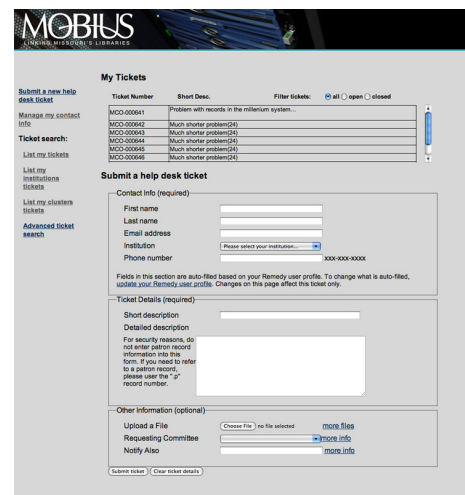 MOBIUS
LINKING MISSOURI'S LIBRARIES
Submit a new help
desk ticket
Manage my contact
info
Ticket search:
List my tickets
List my
institutions
tickets
List my clusters
tickets
Advanced ticket
search
My Tickets
Ticket Number Short Desc. Filter tickets: all open closed
MCO-000641 Problem with records in the millenium system...
MCO-000642 Much shorter problem(24)
MCO-000643 Much shorter problem(24)
MCO-000644 Much shorter problem(24)
MCO-000645 Much shorter problem(24)
MCO-000646 Much shorter problem(24)
Submit a help desk ticket
Contact Info (required)
First name
Last name
Email address
Institution Please select your institution...
Phone number xxx-xxx-xxxx
Fields in this section are auto-filled based on your Remedy user profile. To change what is auto-filled,
update your Remedy user profile. Changes on this page affect this ticket only.
Ticket Details (required)
Short description
Detailed description
For security reasons, do
not enter patron record
information into this
form. If you need to refer
to a patron record,
please user the ".p"
record number.
Other Information (optional)
Upload a File Choose File no file selected more files
Requesting Committee more info
Notify Also more info
Submit ticket Clear ticket details